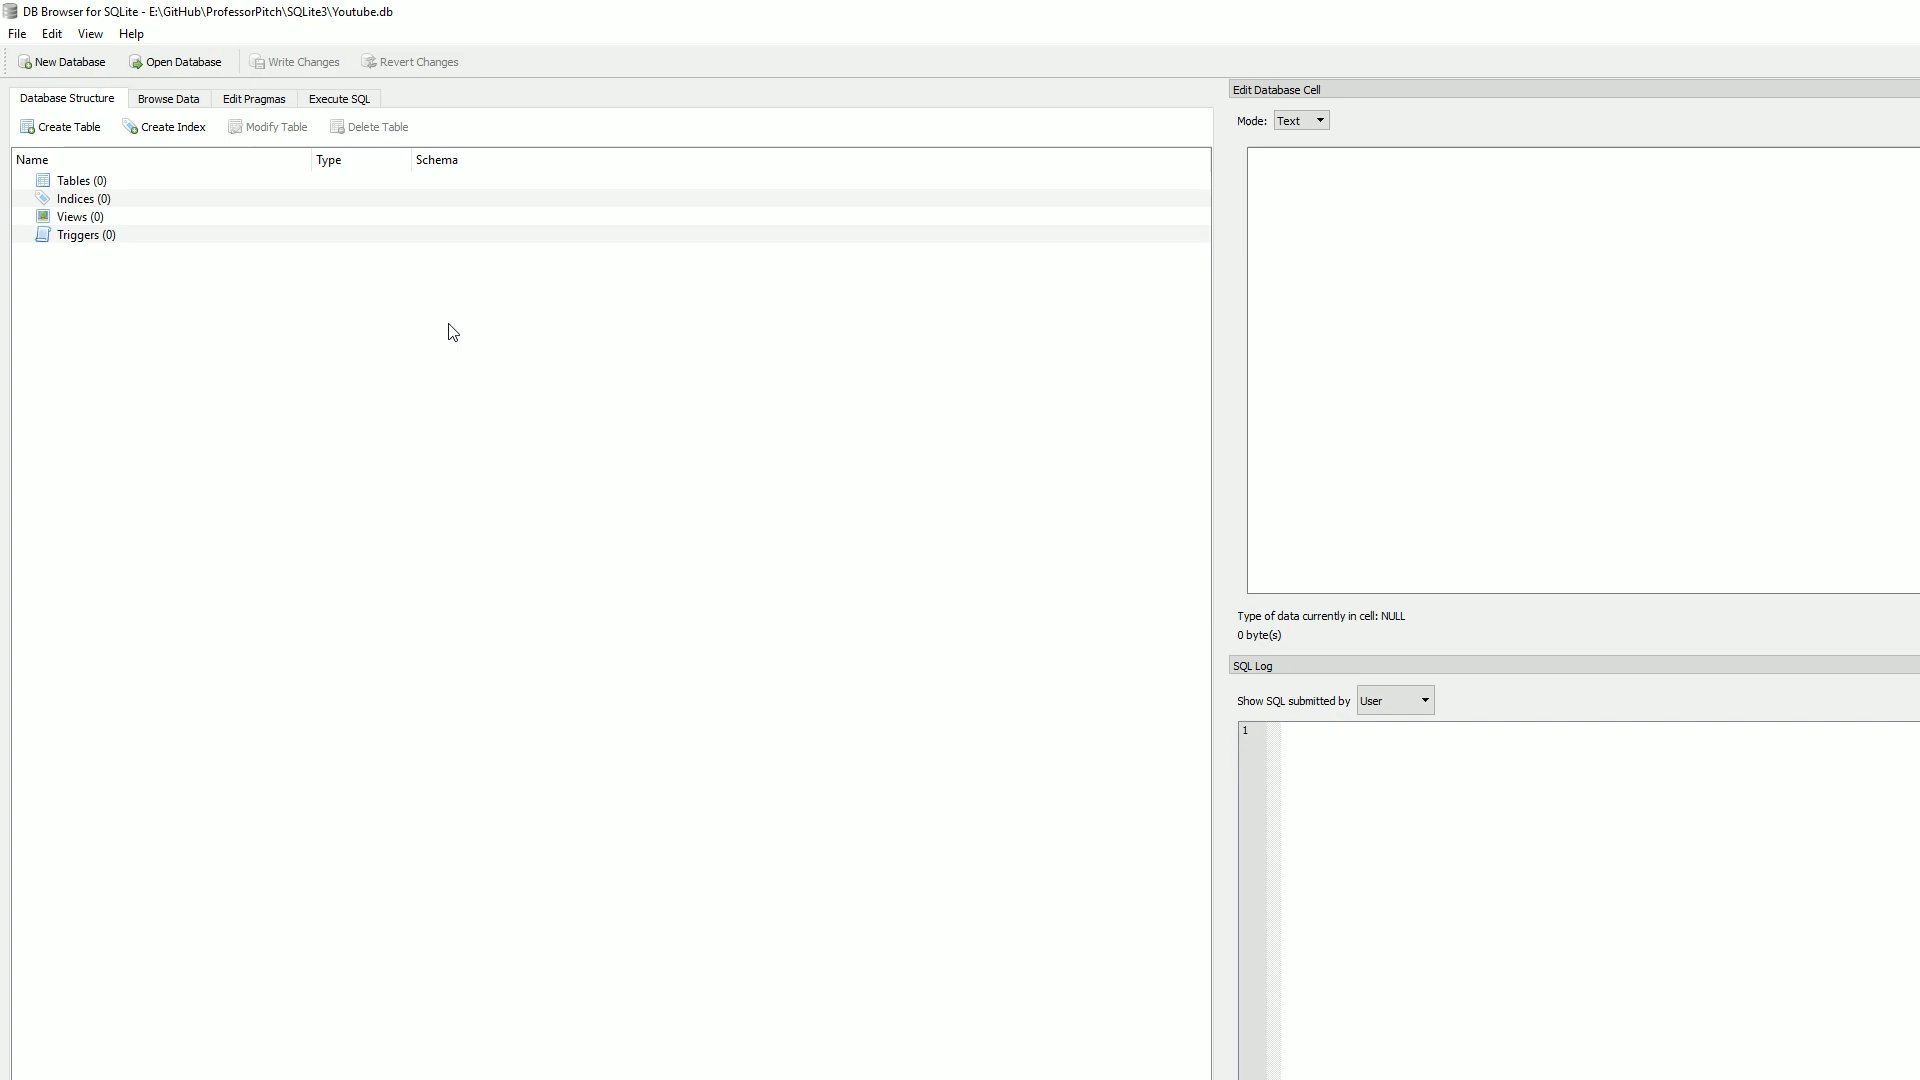 DB Browser for SQLite - E:\GitHub\ProfessorPitch\SQLite3\Youtube.db
File Edit View Help
New Database Open Database Write Changes Revert Changes
Database Structure Browse Data Edit Pragmas Execute SQL
Create Table Create Index Modify Table Delete Table
Name Type Schema
Tables (0)
Indices (0)
Views (0)
Triggers (0)
Edit Database Cell
Mode: Text
Type of data currently in cell: NULL
0 byte(s)
SQL Log
Show SQL submitted by User
1